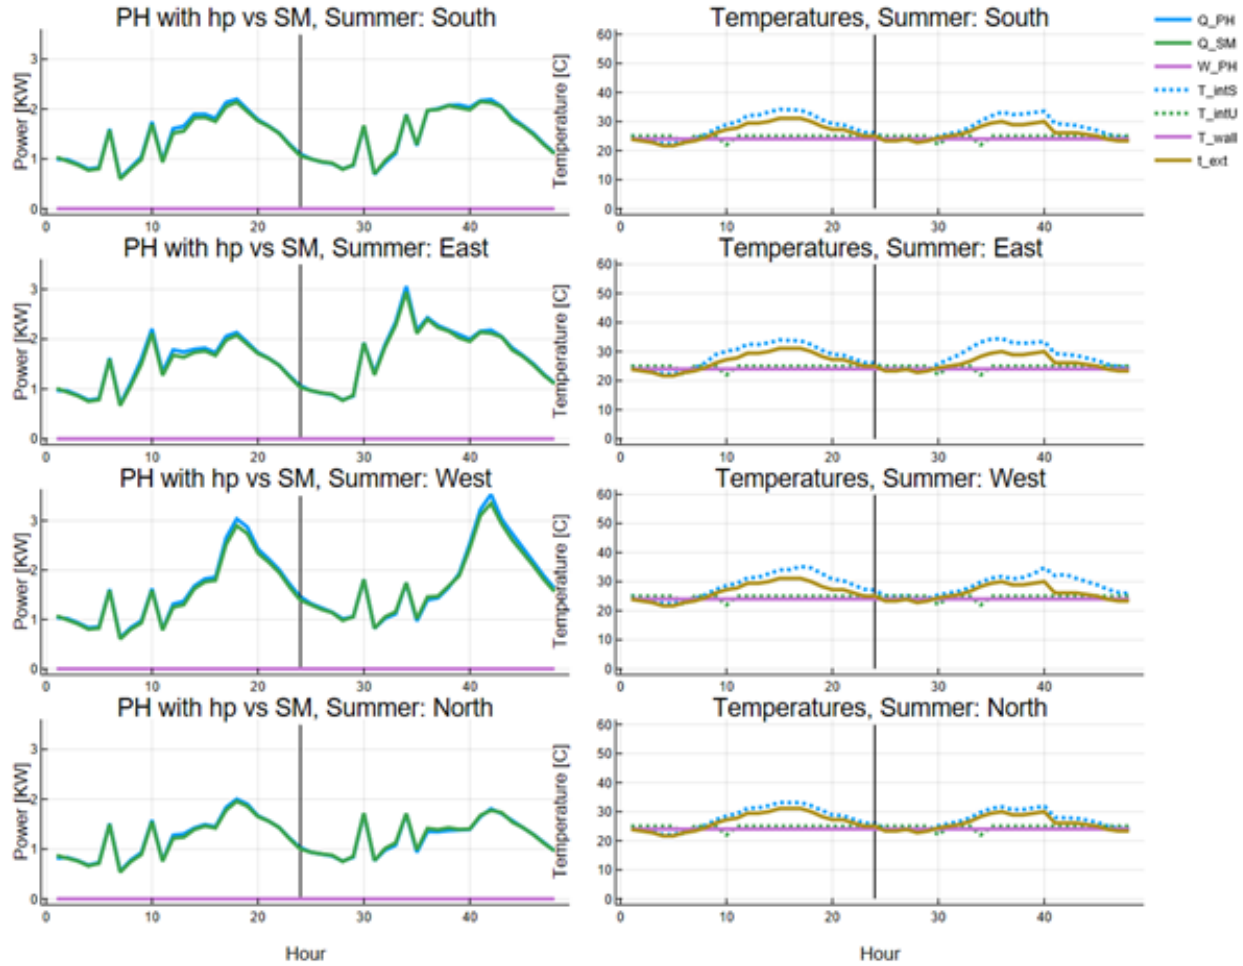 PH with hp vs SM, Summer: South
Power [KW]
3
2
1
0
0 10 20 30 40
Temperatures, Summer: South
Temperature [C]
60
50
40
30
20
10
0
0 10 20 30 40
Q_PH
Q_SM
W_PH
T_intS
T_intU
T_wall
t_ext
PH with hp vs SM, Summer: East
Power [KW]
3
2
1
0
0 10 20 30 40
Temperatures, Summer: East
Temperature [C]
60
50
40
30
20
10
0
0 10 20 30 40
PH with hp vs SM, Summer: West
Power [KW]
3
2
1
0
0 10 20 30 40
Temperatures, Summer: West
Temperature [C]
60
50
40
30
20
10
0
0 10 20 30 40
PH with hp vs SM, Summer: North
Power [KW]
3
2
1
0
0 10 20 30 40
Hour
Temperatures, Summer: North
Temperature [C]
60
50
40
30
20
10
0
0 10 20 30 40
Hour